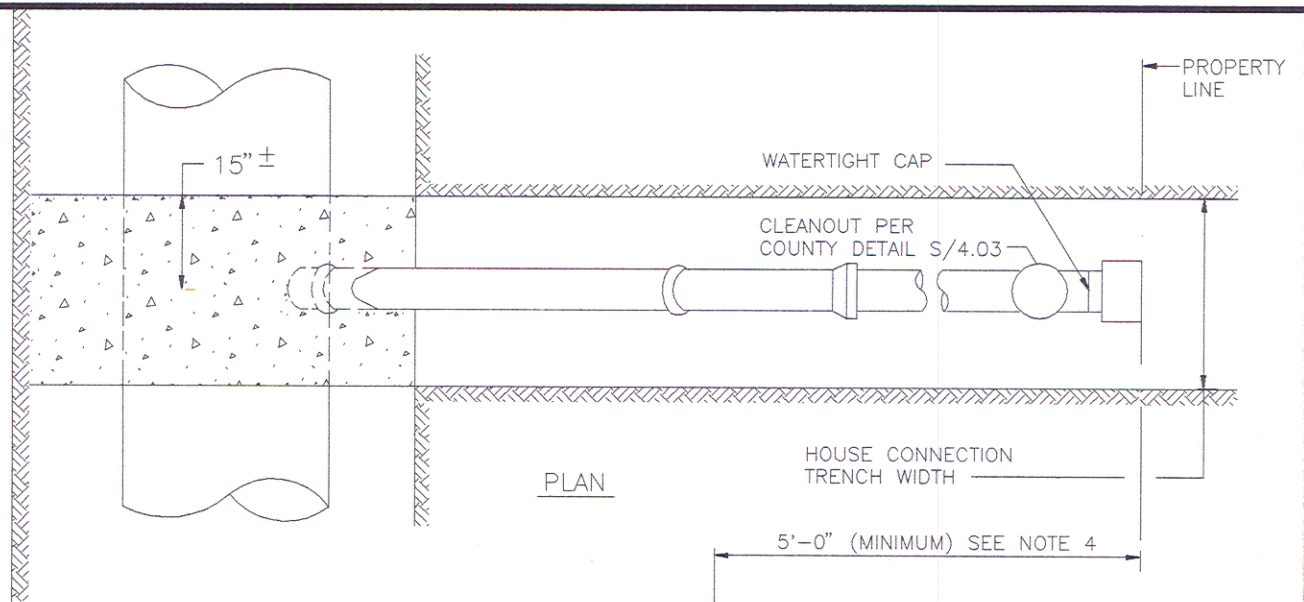 PROPERTY
LINE
15" ±
WATERTIGHT CAP
CLEANOUT PER
COUNTY DETAIL S/4.03
HOUSE CONNECTION
TRENCH WIDTH
PLAN
5'-0" (MINIMUM) SEE NOTE 4